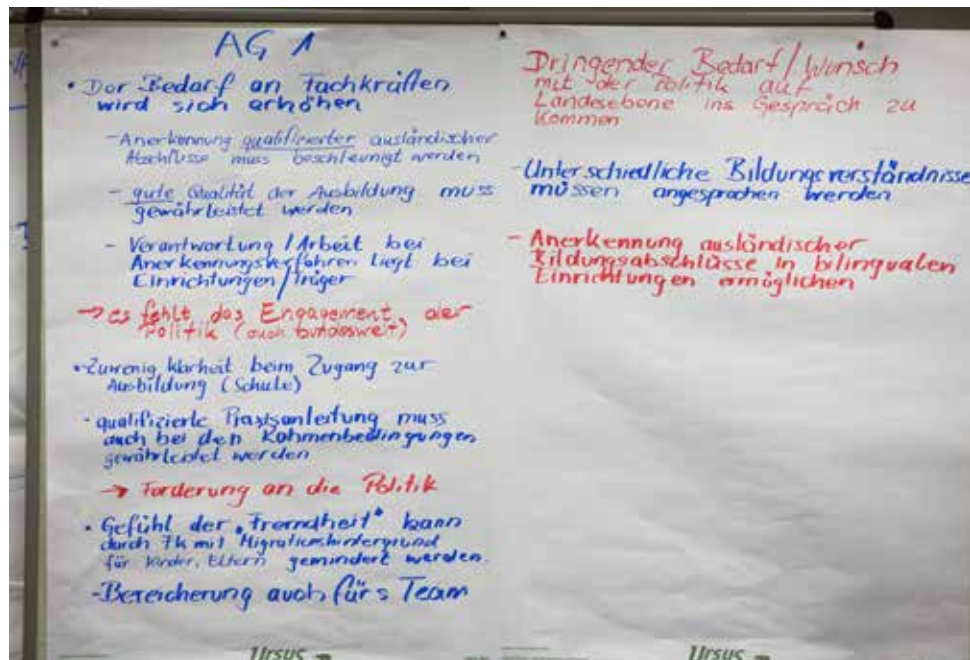 AG 1
• Der Bedarf an Fachkräften
wird sich erhöhen
- Anerkennung qualifizierter ausländischer
Abschlüsse muss beschleunigt werden
- gute Qualität der Ausbildung muss
gewährleistet werden
- Verantwortung / Arbeit bei
Anerkennungsverfahren liegt bei
Einrichtungen / Träger
→ es fehlt das Engagement der
Politik (auch bundesweit)
• Zuwenig Klarheit beim Zugang zur
Ausbildung (Schule)
- qualifizierte Praxisanleitung muss
auch bei den Rahmenbedingungen
gewährleistet werden
→ Forderung an die Politik
• Gefühl der "Fremdheit" kann
durch Fk mit Migrationshintergrund
für Kinder, Eltern gemindert werden.
- Bereicherung auch für's Team
Ursus
Dringender Bedarf / Wunsch
mit der Politik auf
Landesebene ins Gespräch zu
kommen
- Unterschiedliche Bildungsverständnisse
müssen angesprochen werden
- Anerkennung ausländischer
Bildungsabschlüsse in bilingualen
Einrichtungen ermöglichen
Ursus